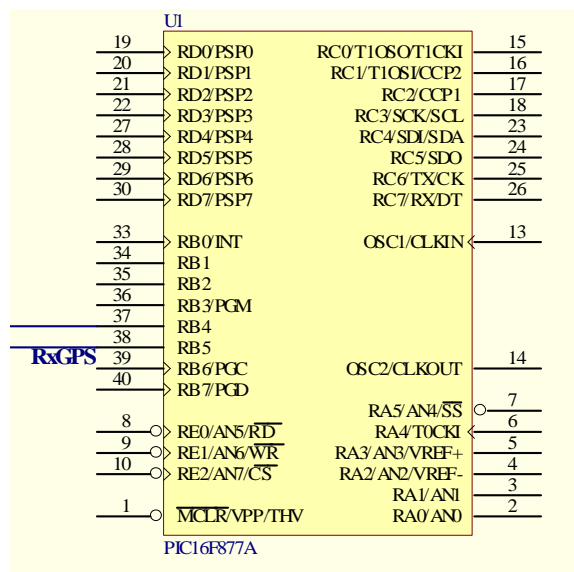 U1
19 RD0/PSP0 RC0/T1OSO/T1CKI 15
20 RD1/PSP1 RC1/T1OSI/CCP2 16
21 RD2/PSP2 RC2/CCP1 17
22 RD3/PSP3 RC3/SCK/SCL 18
27 RD4/PSP4 RC4/SDI/SDA 23
28 RD5/PSP5 RC5/SDO 24
29 RD6/PSP6 RC6/TX/CK 25
30 RD7/PSP7 RC7/RX/DT 26
33 RB0/INT OSC1/CLKIN 13
34 RB1
35 RB2
36 RB3/PGM
37 RB4
38 RB5
RxGPS
39 RB6/PGC OSC2/CLKOUT 14
40 RB7/PGD
RA5/AN4/SS 7
8 RE0/AN5/RD RA4/T0CKI 6
9 RE1/AN6/WR RA3/AN3/VREF+ 5
10 RE2/AN7/CS RA2/AN2/VREF- 4
RA1/AN1 3
1 MCLR/VPP/THV RA0/AN0 2
PIC16F877A